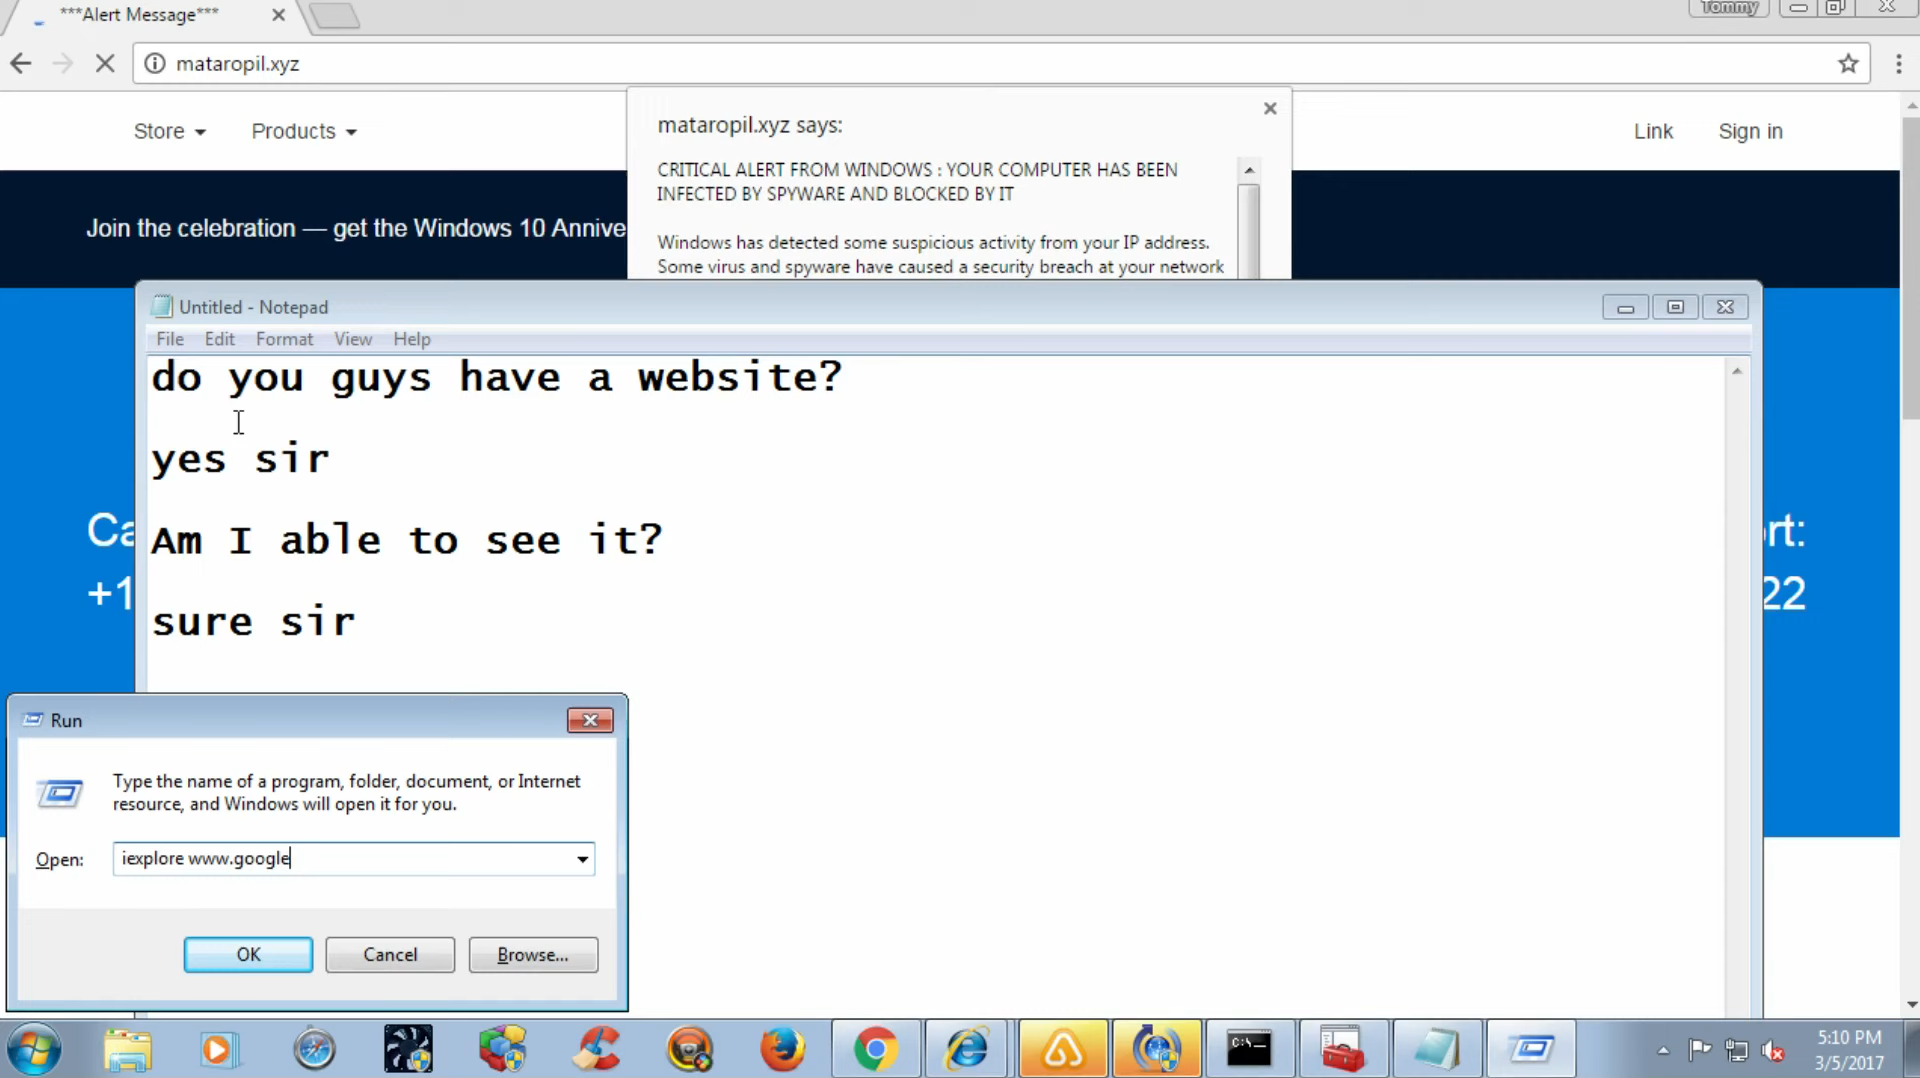 ***Alert Message***
Tommy
mataropil.xyz
Store
Products
Link
Sign in
mataropil.xyz says:
CRITICAL ALERT FROM WINDOWS : YOUR COMPUTER HAS BEEN
INFECTED BY SPYWARE AND BLOCKED BY IT
Windows has detected some suspicious activity from your IP address.
Some virus and spyware have caused a security breach at your network
Join the celebration — get the Windows 10 Annive
Ca
rt:
+1
22
Untitled - Notepad
File Edit Format View Help
do you guys have a website?
yes sir
Am I able to see it?
sure sir
Run
Type the name of a program, folder, document, or Internet
resource, and Windows will open it for you.
Open:
iexplore www.google
OK
Cancel
Browse...
C:\_
5:10 PM
3/5/2017